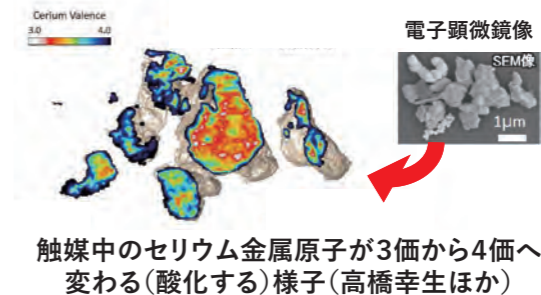 Cerium Valence
3.0 4.0
電子顕微鏡像
SEM像
1μm
触媒中のセリウム金属原子が3価から4価へ
変わる(酸化する)様子(高橋幸生ほか)